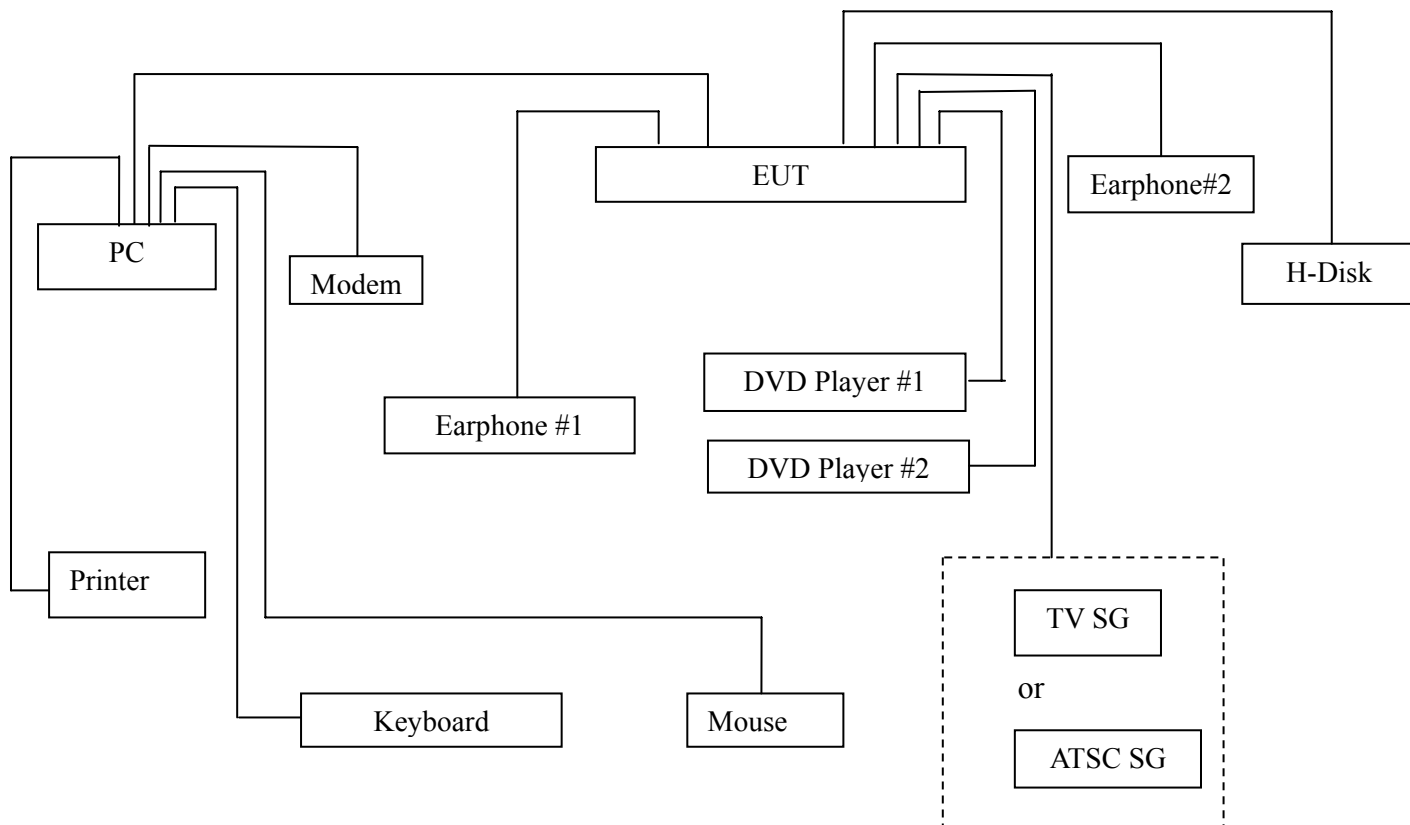 EUT
Earphone#2
PC
Modem
H-Disk
DVD Player #1
Earphone #1
DVD Player #2
Printer
TV SG
or
Keyboard
Mouse
ATSC SG